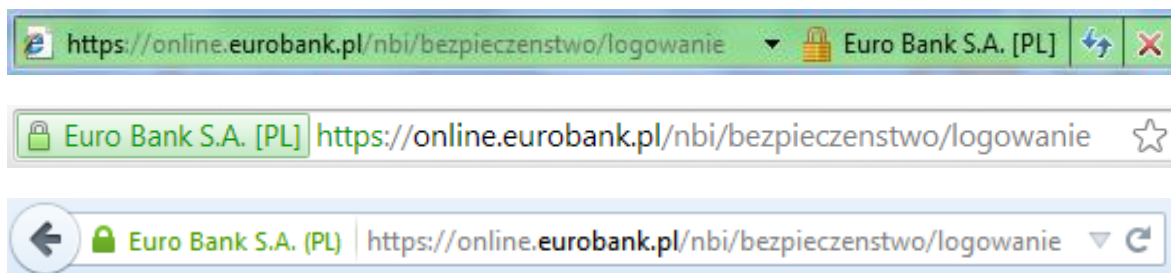 https://online.eurobank.pl/nbi/bezpieczenstwo/logowanie Euro Bank S.A. [PL]
Euro Bank S.A. [PL] https://online.eurobank.pl/nbi/bezpieczenstwo/logowanie
Euro Bank S.A. (PL) https://online.eurobank.pl/nbi/bezpieczenstwo/logowanie